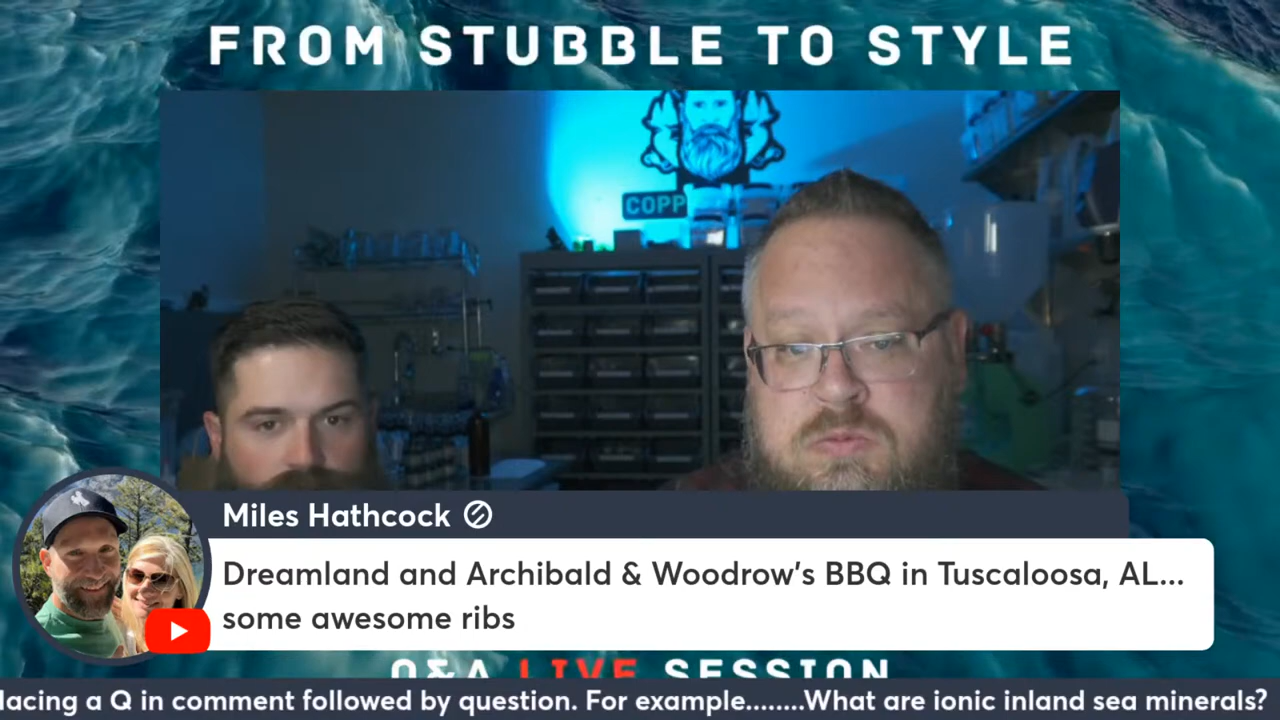 FROM STUBBLE TO STYLE
COPP
Miles Hathcock
Dreamland and Archibald & Woodrow's BBQ in Tuscaloosa, AL...
some awesome ribs
Q&A LIVE SESSION
lacing a Q in comment followed by question. For example........What are ionic inland sea minerals?